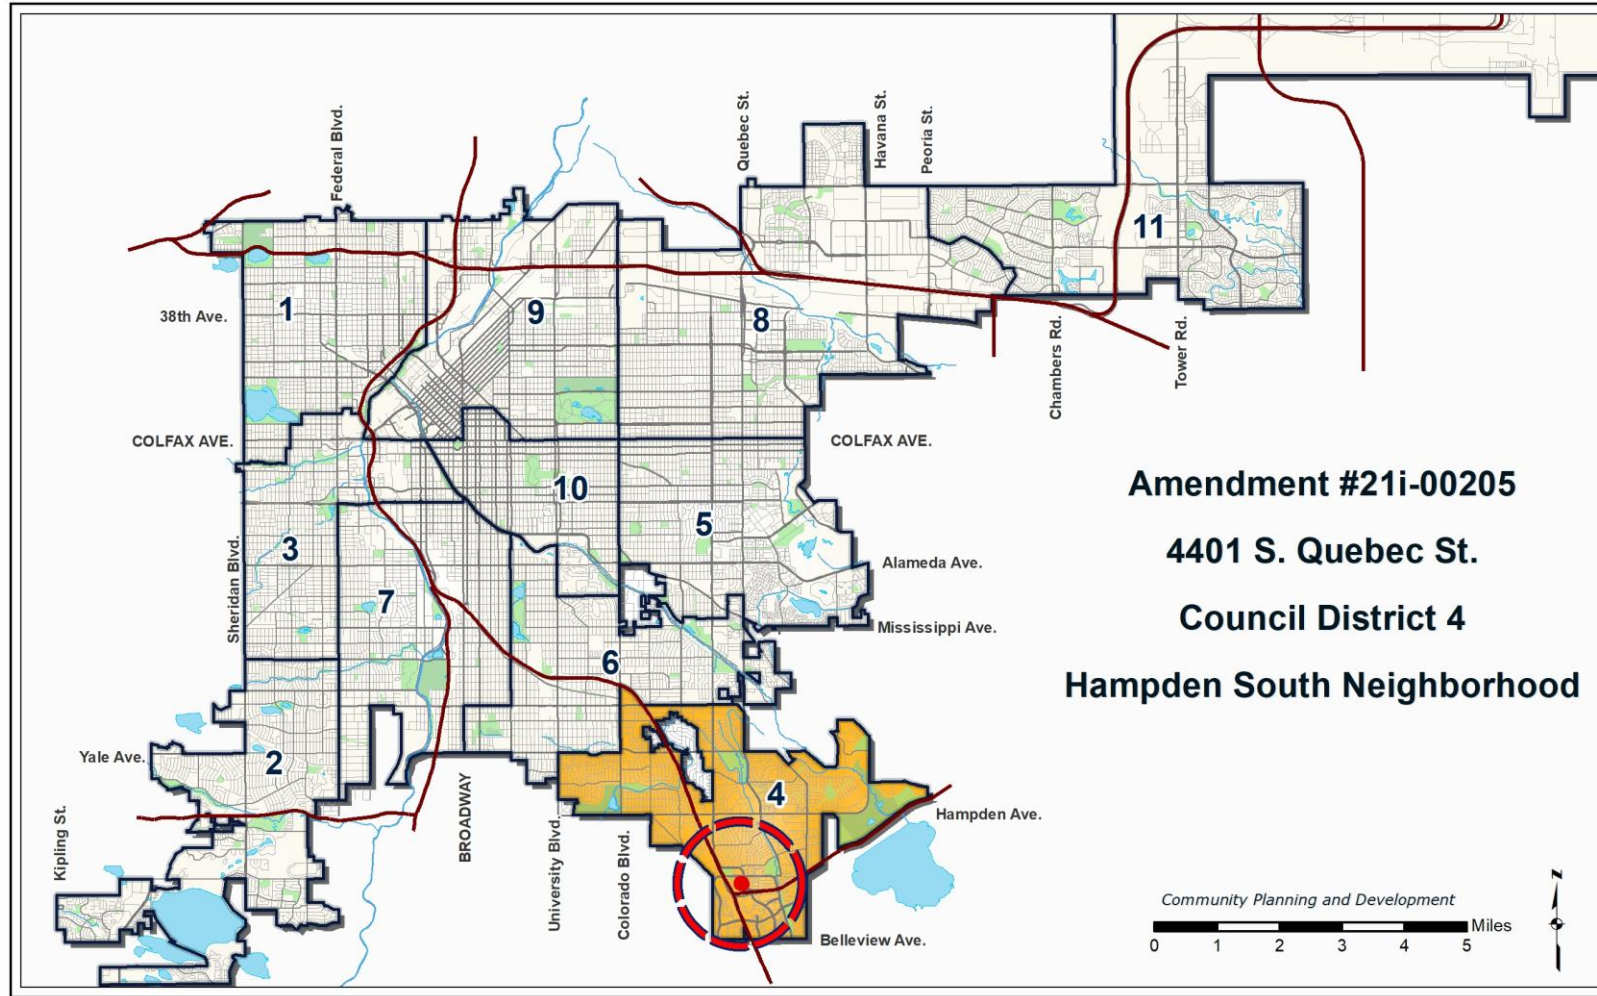 Federal Blvd.
Quebec St.
Havana St.
Peoria St.
11
38th Ave.
1
9
8
Chambers Rd.
Tower Rd.
COLFAX AVE.
COLFAX AVE.
10
Amendment #21i-00205
5
3
4401 S. Quebec St.
Alameda Ave.
Sheridan Blvd.
7
Council District 4
Mississippi Ave.
6
Hampden South Neighborhood
Yale Ave.
2
4
Kipling St.
BROADWAY
University Blvd.
Colorado Blvd.
Hampden Ave.
Belleview Ave.
Community Planning and Development
Miles
0 1 2 3 4 5
N